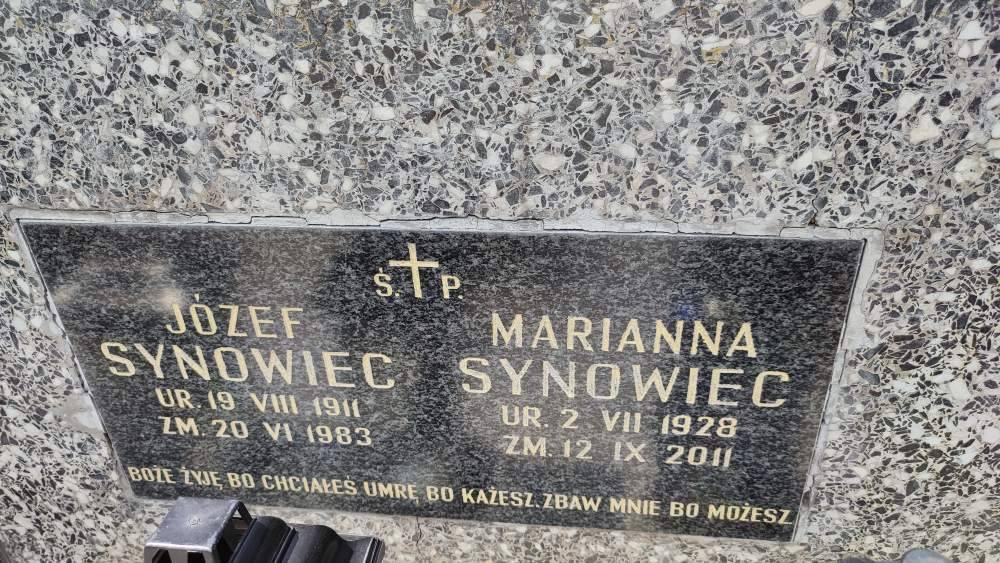 Ś. P.
JÓZEF
SYNOWIEC
UR. 19 VIII 1911
ZM. 20 VI 1983
MARIANNA
SYNOWIEC
UR. 2 VII 1928
ZM. 12 IX 2011
BOŻE ŻYJĘ BO CHCIAŁEŚ UMRĘ BO KAŻESZ. ZBAW MNIE BO MOŻESZ